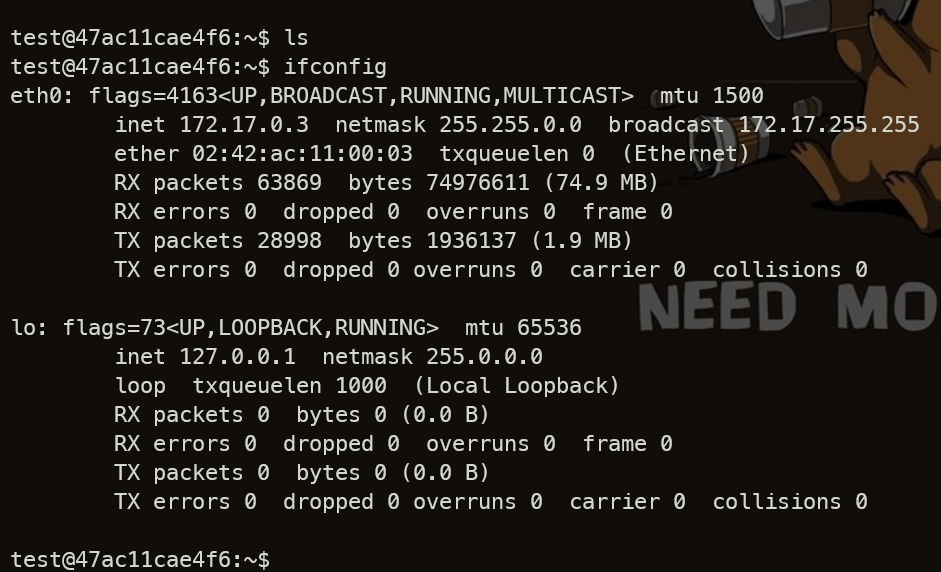 test@47ac11cae4f6:~$ ls
test@47ac11cae4f6:~$ ifconfig
eth0: flags=4163<UP,BROADCAST,RUNNING,MULTICAST>  mtu 1500
        inet 172.17.0.3  netmask 255.255.0.0  broadcast 172.17.255.255
        ether 02:42:ac:11:00:03  txqueuelen 0  (Ethernet)
        RX packets 63869  bytes 74976611 (74.9 MB)
        RX errors 0  dropped 0  overruns 0  frame 0
        TX packets 28998  bytes 1936137 (1.9 MB)
        TX errors 0  dropped 0 overruns 0  carrier 0  collisions 0
NEED MO
lo: flags=73<UP,LOOPBACK,RUNNING>  mtu 65536
        inet 127.0.0.1  netmask 255.0.0.0
        loop  txqueuelen 1000  (Local Loopback)
        RX packets 0  bytes 0 (0.0 B)
        RX errors 0  dropped 0  overruns 0  frame 0
        TX packets 0  bytes 0 (0.0 B)
        TX errors 0  dropped 0 overruns 0  carrier 0  collisions 0
test@47ac11cae4f6:~$